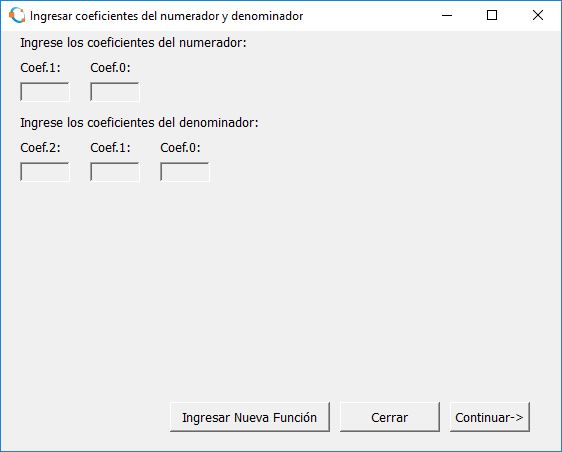 Ingresar coeficientes del numerador y denominador
Ingrese los coeficientes del numerador:
Coef.1: Coef.0:
Ingrese los coeficientes del denominador:
Coef.2: Coef.1: Coef.0:
Ingresar Nueva Función Cerrar Continuar->